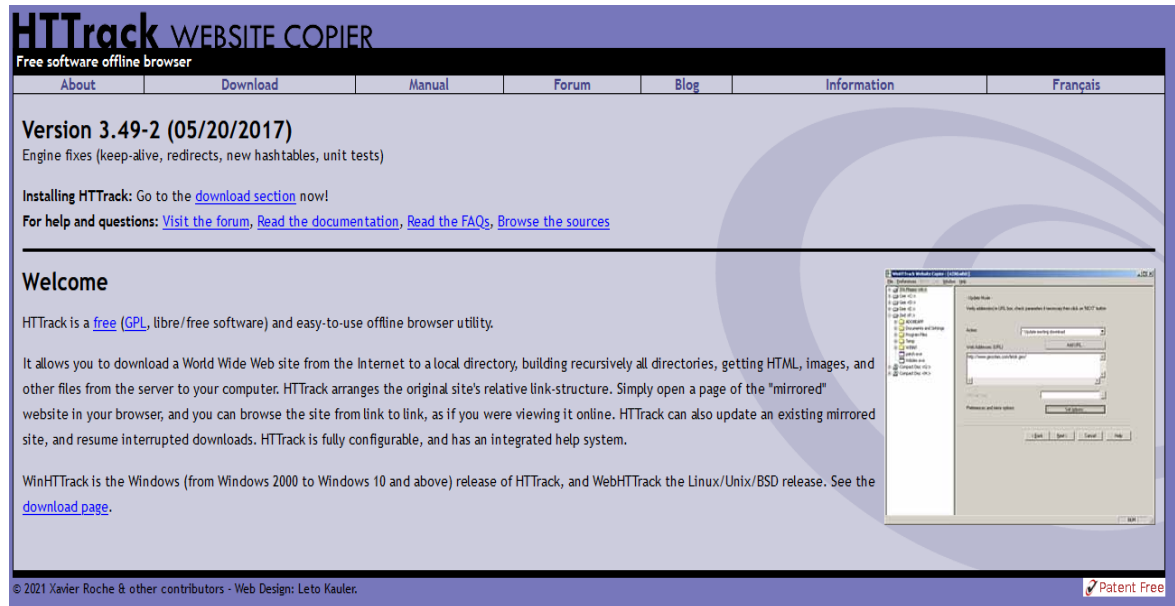 HTTrack WEBSITE COPIER
Free software offline browser
About Download Manual Forum Blog Information Français
Version 3.49-2 (05/20/2017)
Engine fixes (keep-alive, redirects, new hashtables, unit tests)
Installing HTTrack: Go to the download section now!
For help and questions: Visit the forum, Read the documentation, Read the FAQs, Browse the sources
Welcome
HTTrack is a free (GPL, libre/free software) and easy-to-use offline browser utility.
It allows you to download a World Wide Web site from the Internet to a local directory, building recursively all directories, getting HTML, images, and
other files from the server to your computer. HTTrack arranges the original site's relative link-structure. Simply open a page of the "mirrored"
website in your browser, and you can browse the site from link to link, as if you were viewing it online. HTTrack can also update an existing mirrored
site, and resume interrupted downloads. HTTrack is fully configurable, and has an integrated help system.
WinHTTrack is the Windows (from Windows 2000 to Windows 10 and above) release of HTTrack, and WebHTTrack the Linux/Unix/BSD release. See the
download page.
© 2021 Xavier Roche & other contributors - Web Design: Leto Kauler.
Patent Free